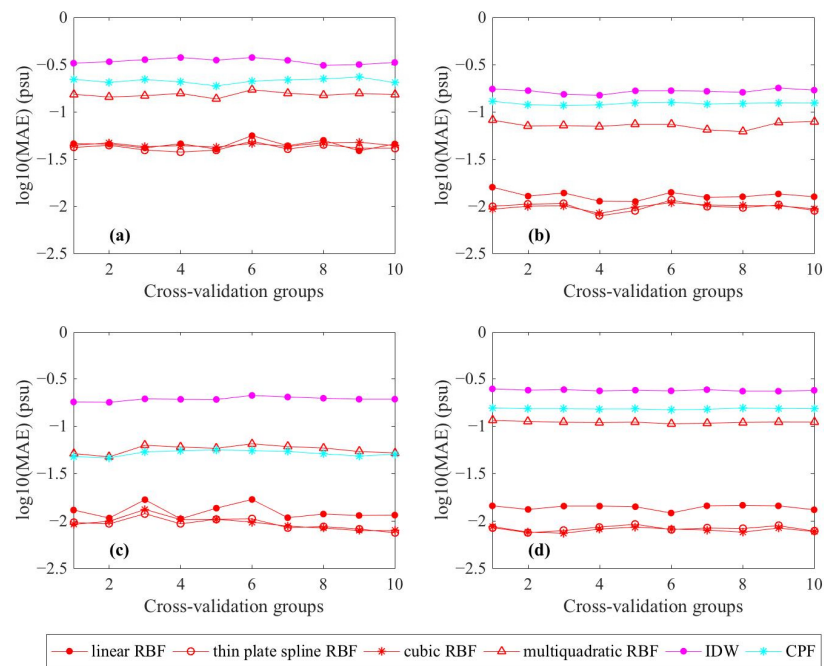 0
−0.5
−1
−1.5
−2
−2.5
log10(MAE) (psu)
(a)
2 4 6 8 10
Cross-validation groups
0
−0.5
−1
−1.5
−2
−2.5
log10(MAE) (psu)
(b)
2 4 6 8 10
Cross-validation groups
0
−0.5
−1
−1.5
−2
−2.5
log10(MAE) (psu)
(c)
2 4 6 8 10
Cross-validation groups
0
−0.5
−1
−1.5
−2
−2.5
log10(MAE) (psu)
(d)
2 4 6 8 10
Cross-validation groups
linear RBF thin plate spline RBF cubic RBF multiquadratic RBF IDW CPF